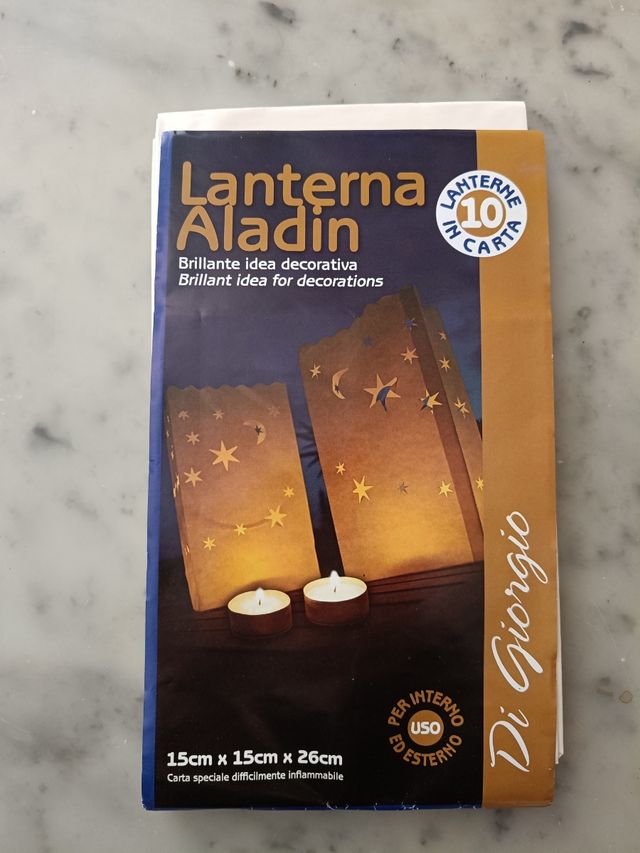 Lanterna
Aladin
Brillante idea decorativa
Brillant idea for decorations
LANTERNE
10
IN CARTA
Di Giorgio
PER INTERNO
USO
ED ESTERNO
15cm x 15cm x 26cm
Carta speciale difficilmente infiammabile